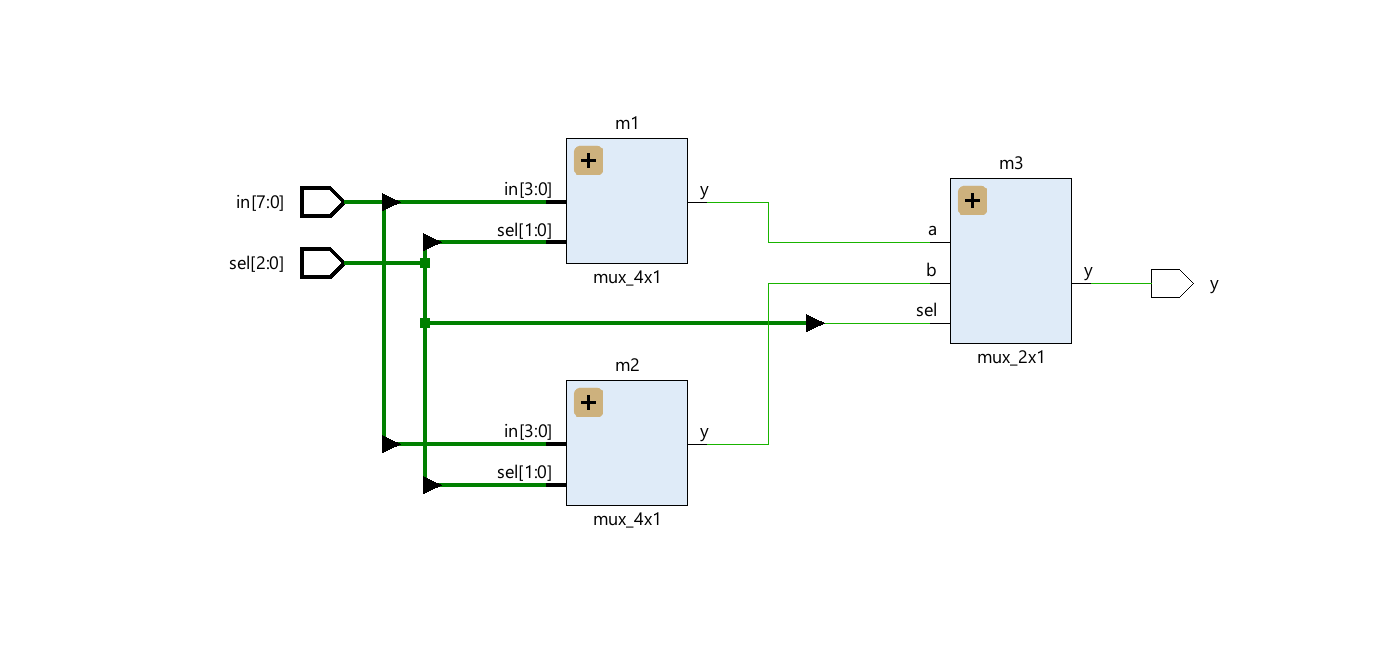 in[7:0]
sel[2:0]
m1
+
in[3:0]
sel[1:0]
y
mux_4x1
m2
+
in[3:0]
sel[1:0]
y
mux_4x1
m3
+
a
b
sel
y
mux_2x1
y